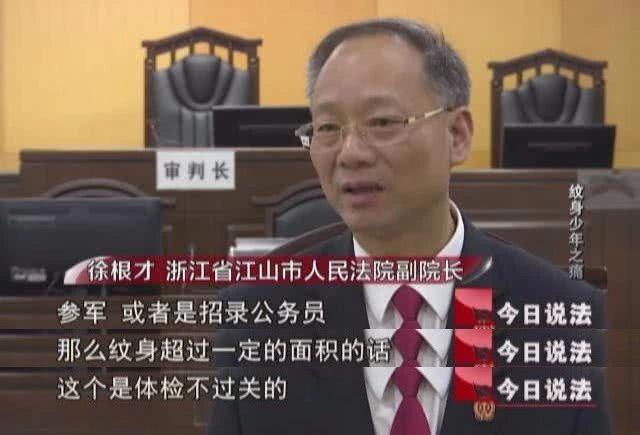 审判长
纹身少年之痛
徐根才 浙江省江山市人民法院副院长
参军 或者是招录公务员
今日说法
那么纹身超过一定的面积的话
今日说法
这个是体检不过关的
今日说法